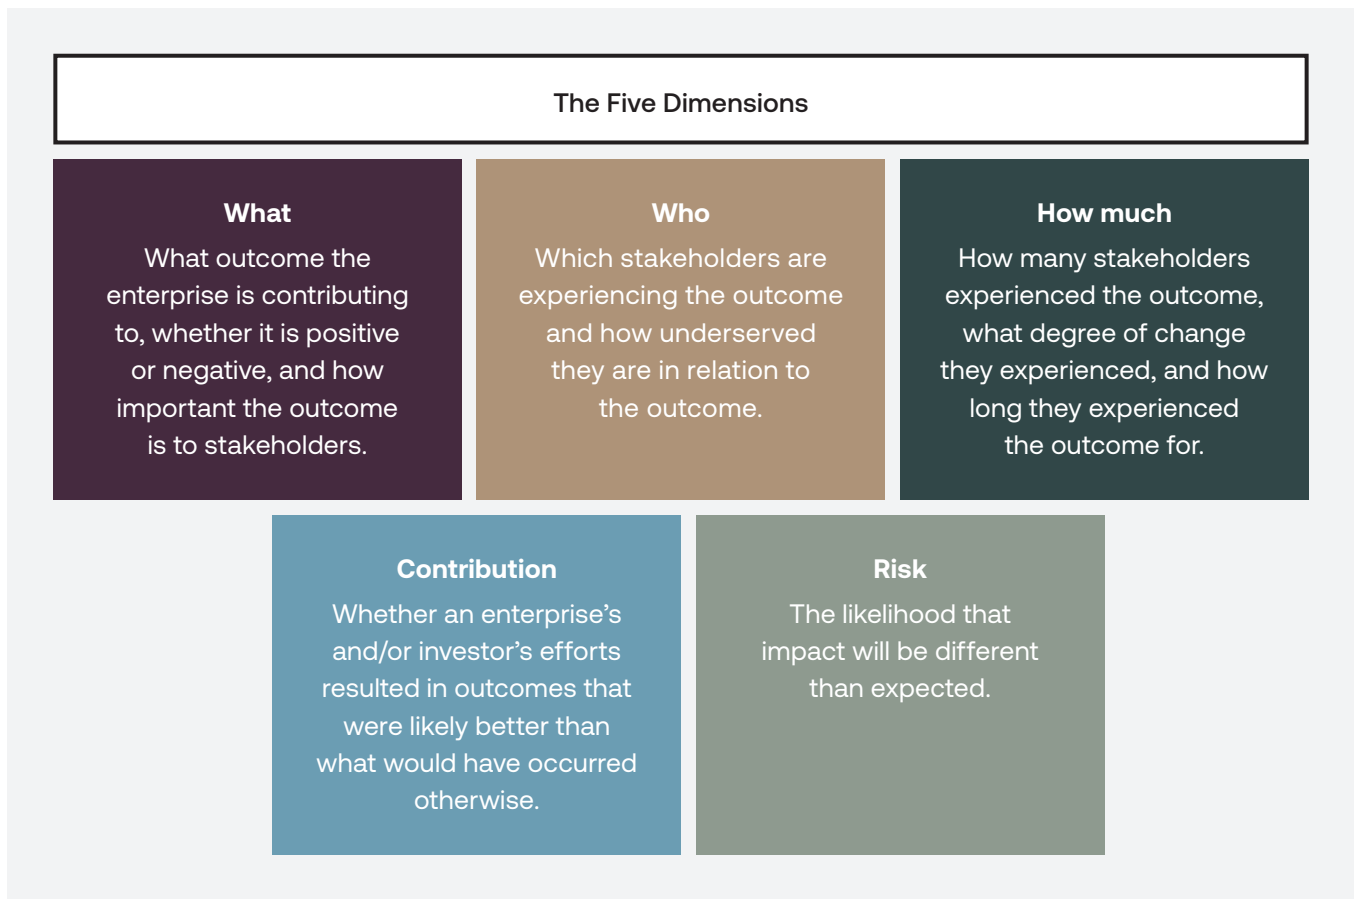 The Five Dimensions
What
What outcome the
enterprise is contributing
to, whether it is positive
or negative, and how
important the outcome
is to stakeholders.
Who
Which stakeholders are
experiencing the outcome
and how underserved
they are in relation to
the outcome.
How much
How many stakeholders
experienced the outcome,
what degree of change
they experienced, and how
long they experienced
the outcome for.
Contribution
Whether an enterprise’s
and/or investor’s efforts
resulted in outcomes that
were likely better than
what would have occurred
otherwise.
Risk
The likelihood that
impact will be different
than expected.